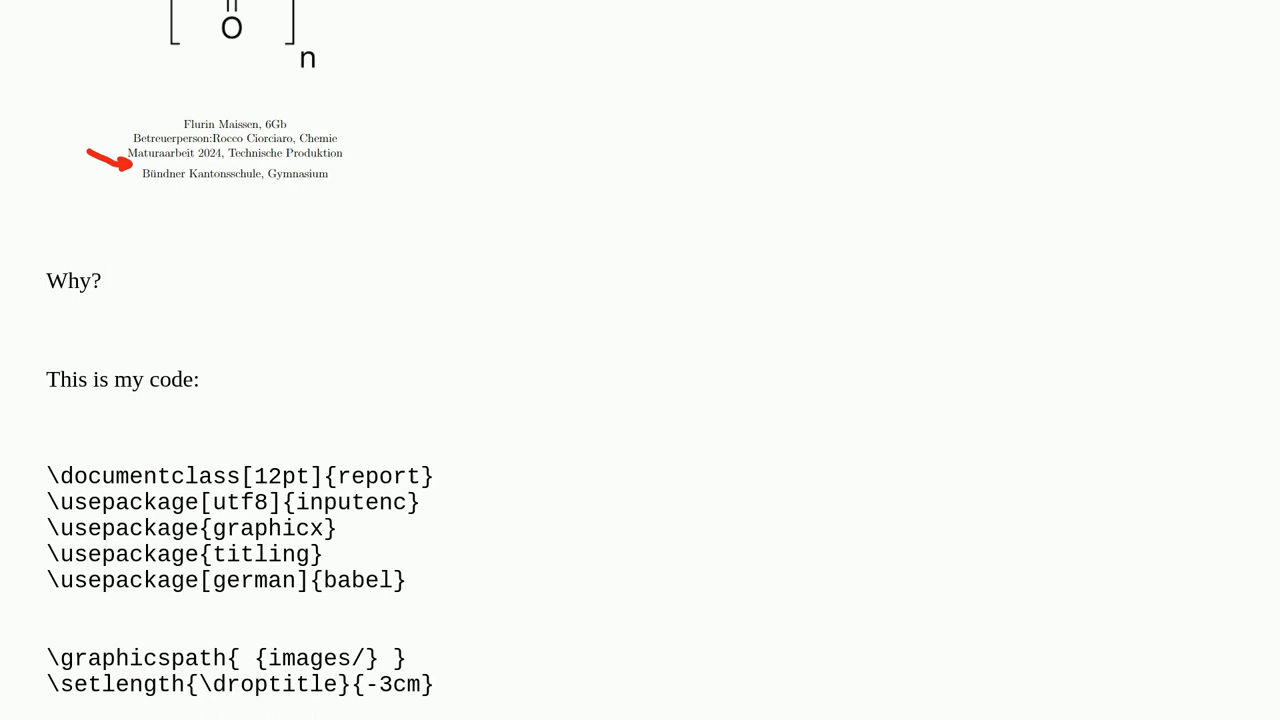 O
n
Flurin Maissen, 6Gb
Betreuerperson:Rocco Ciorciaro, Chemie
Maturaarbeit 2024, Technische Produktion
Bündner Kantonsschule, Gymnasium
Why?
This is my code:
\documentclass[12pt]{report}
\usepackage[utf8]{inputenc}
\usepackage{graphicx}
\usepackage{titling}
\usepackage[german]{babel}
\graphicspath{ {images/} }
\setlength{\droptitle}{-3cm}